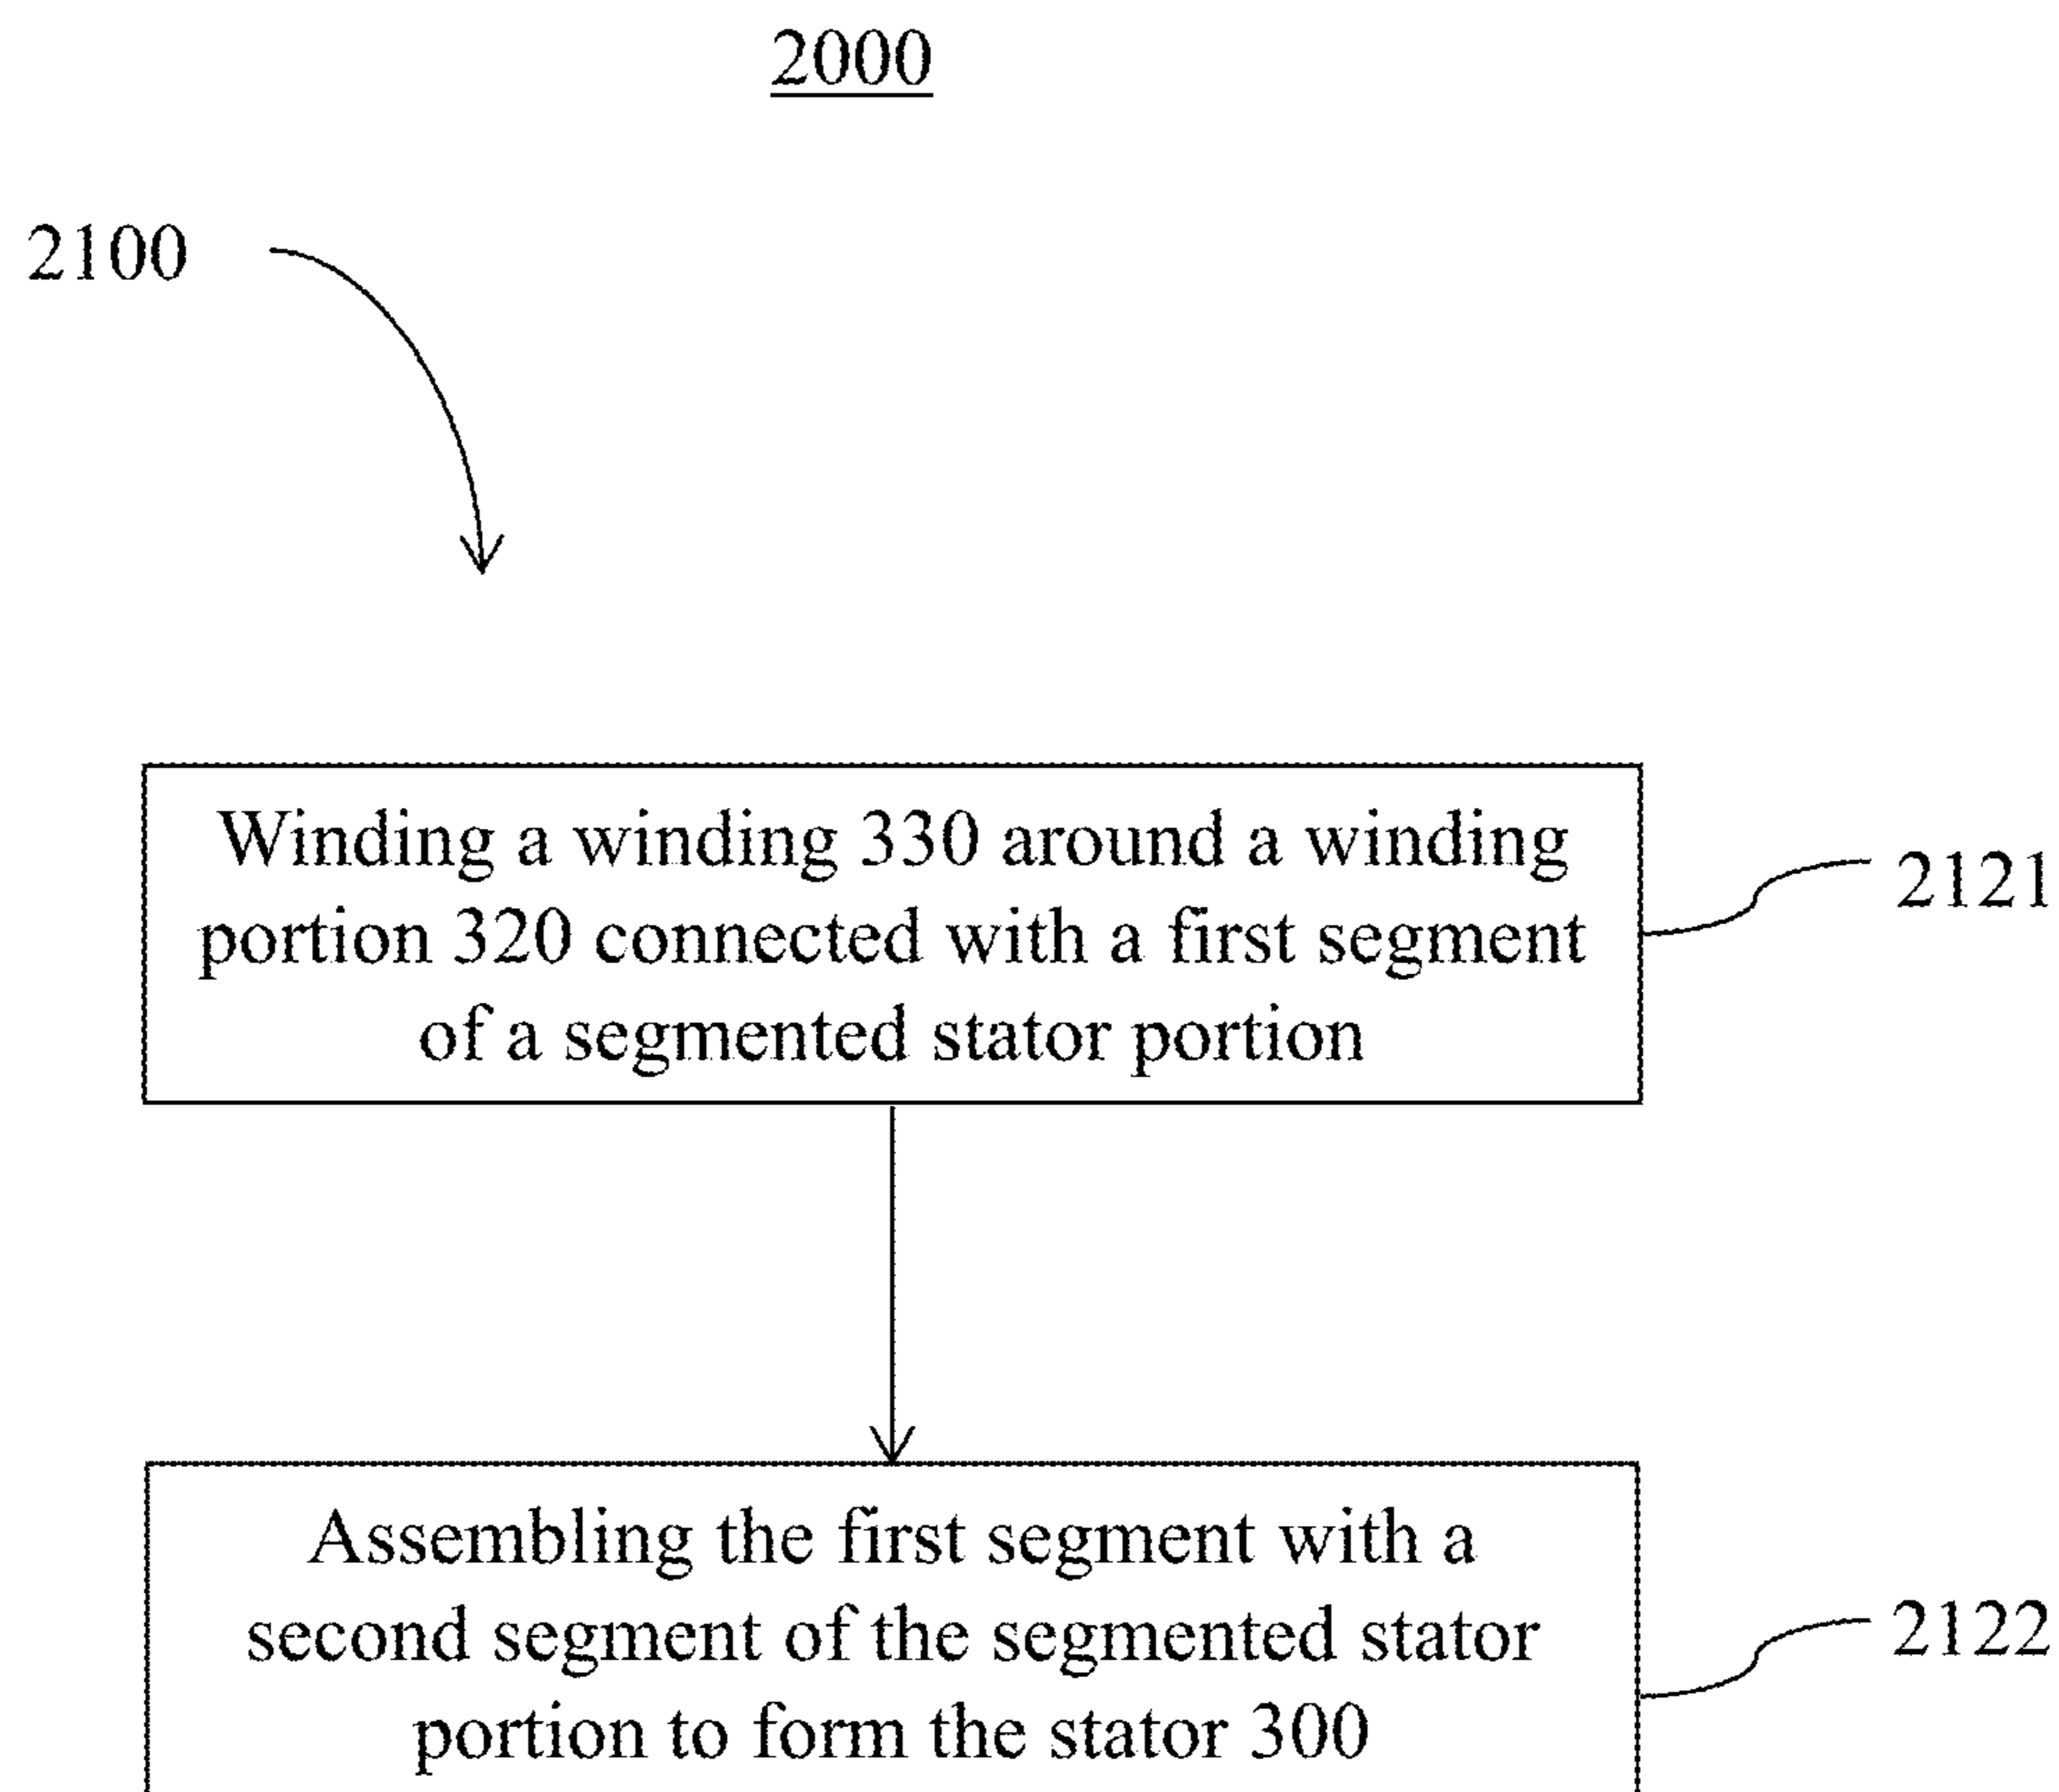 2000
2100
Winding a winding 330 around a winding
portion 320 connected with a first segment
of a segmented stator portion
2121
Assembling the first segment with a
second segment of the segmented stator
portion to form the stator 300
2122